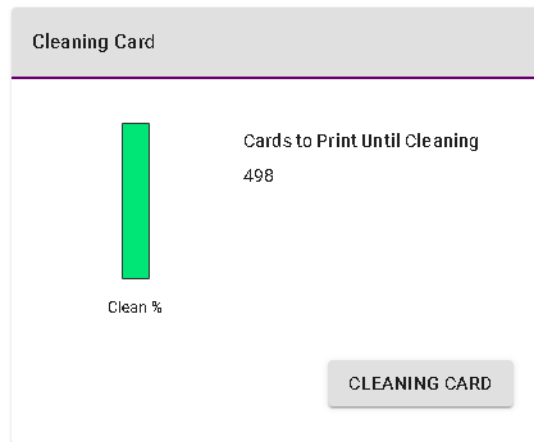 Cleaning Card
Cards to Print Until Cleaning
498
Clean %
CLEANING CARD